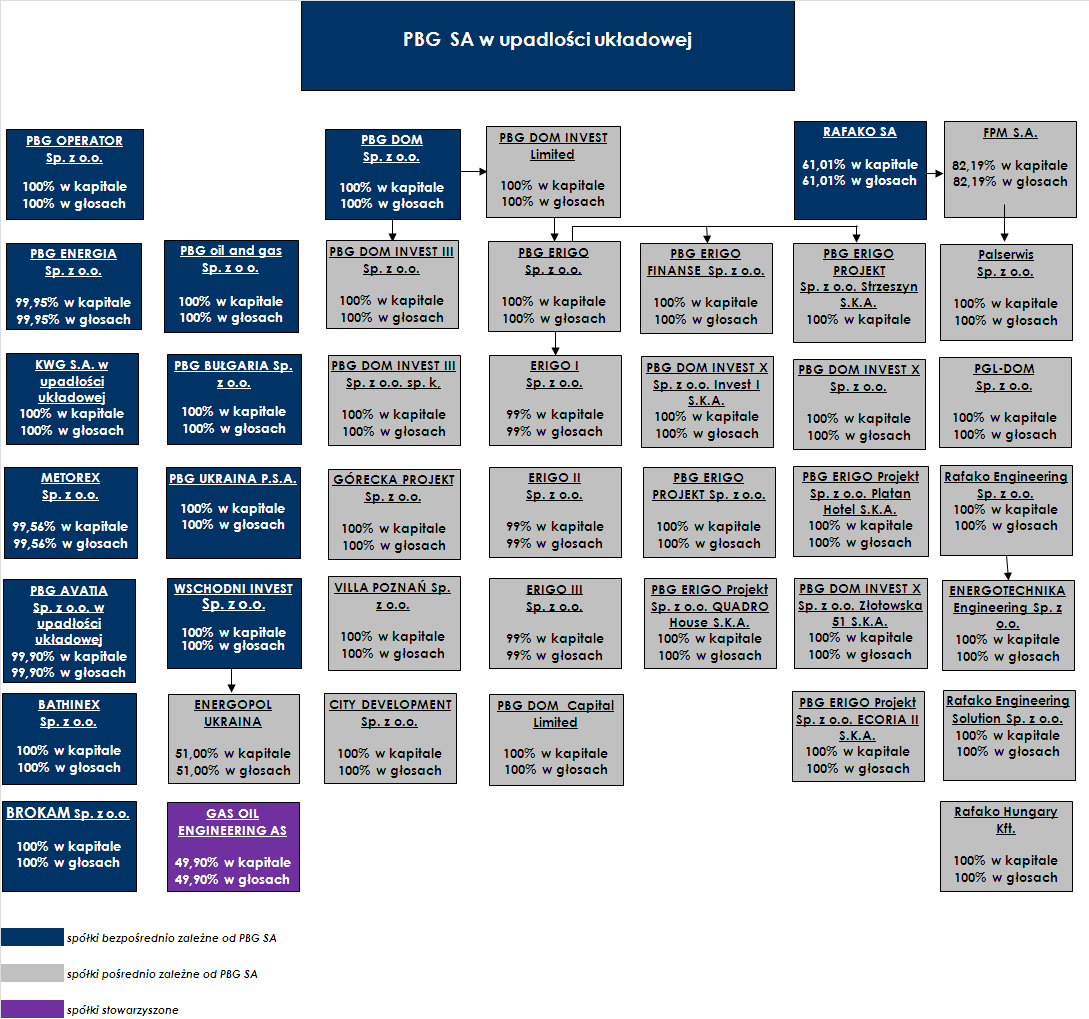 PBG SA w upadłości układowej
PBG OPERATOR
Sp. z o.o.
100% w kapitale
100% w głosach
PBG DOM
Sp. z o.o.
100% w kapitale
100% w głosach
PBG DOM INVEST
Limited
100% w kapitale
100% w głosach
RAFAKO SA
61,01% w kapitale
61,01% w głosach
FPM S.A.
82,19% w kapitale
82,19% w głosach
PBG ENERGIA
Sp. z o.o.
99,95% w kapitale
99,95% w głosach
PBG oil and gas
Sp. z o o.
100% w kapitale
100% w głosach
PBG DOM INVEST III
Sp. z o.o.
100% w kapitale
100% w głosach
PBG ERIGO
Sp. z o.o.
100% w kapitale
100% w głosach
PBG ERIGO
FINANSE Sp. z o.o.
100% w kapitale
100% w głosach
PBG ERIGO
PROJEKT
Sp. z o.o. Strzeszyn
S.K.A.
100% w kapitale
Palserwis
Sp. z o.o.
100% w kapitale
100% w głosach
KWG S.A. w
upadłości
układowej
100% w kapitale
100% w głosach
PBG BUŁGARIA Sp.
z o.o.
100% w kapitale
100% w głosach
PBG DOM INVEST III
Sp. z o.o. sp. k.
100% w kapitale
100% w głosach
ERIGO I
Sp. z o.o.
99% w kapitale
99% w głosach
PBG DOM INVEST X
Sp. z o.o. Invest I
S.K.A.
100% w kapitale
100% w głosach
PBG DOM INVEST X
Sp. z o.o.
100% w kapitale
100% w głosach
PGL-DOM
Sp. z o.o.
100% w kapitale
100% w głosach
METOREX
Sp. z o.o.
99,56% w kapitale
99,56% w głosach
PBG UKRAINA P.S.A.
100% w kapitale
100% w głosach
GÓRECKA PROJEKT
Sp. z o.o.
100% w kapitale
100% w głosach
ERIGO II
Sp. z o.o.
99% w kapitale
99% w głosach
PBG ERIGO
PROJEKT Sp. z o.o.
100% w kapitale
100% w głosach
PBG ERIGO Projekt
Sp. z o.o. Platan
Hotel S.K.A.
100% w kapitale
100% w głosach
Rafako Engineering
Sp. z o.o.
100% w kapitale
100% w głosach
PBG AVATIA
Sp. z o.o. w
upadłości
układowej
99,90% w kapitale
99,90% w głosach
WSCHODNI INVEST
Sp. z o.o.
100% w kapitale
100% w głosach
VILLA POZNAŃ Sp.
z o.o.
100% w kapitale
100% w głosach
ERIGO III
Sp. z o.o.
99% w kapitale
99% w głosach
PBG ERIGO Projekt
Sp. z o.o. QUADRO
House S.K.A.
100% w kapitale
100% w głosach
PBG DOM INVEST X
Sp. z o.o. Złotowska
51 S.K.A.
100% w kapitale
100% w głosach
ENERGOTECHNIKA
Engineering Sp. z
o.o.
100% w kapitale
100% w głosach
BATHINEX
Sp. z o.o.
100% w kapitale
100% w głosach
ENERGOPOL
UKRAINA
51,00% w kapitale
51,00% w głosach
CITY DEVELOPMENT
Sp. z o.o.
100% w kapitale
100% w głosach
PBG DOM Capital
Limited
100% w kapitale
100% w głosach
PBG ERIGO Projekt
Sp. z o.o. ECORIA II
S.K.A.
100% w kapitale
100% w głosach
Rafako Engineering
Solution Sp. z o.o.
100% w kapitale
100% w głosach
BROKAM Sp. z o.o.
100% w kapitale
100% w głosach
GAS OIL
ENGINEERING AS
49,90% w kapitale
49,90% w głosach
Rafako Hungary
Kft.
100% w kapitale
100% w głosach
spółki bezpośrednio zależne od PBG SA
spółki pośrednio zależne od PBG SA
spółki stowarzyszone